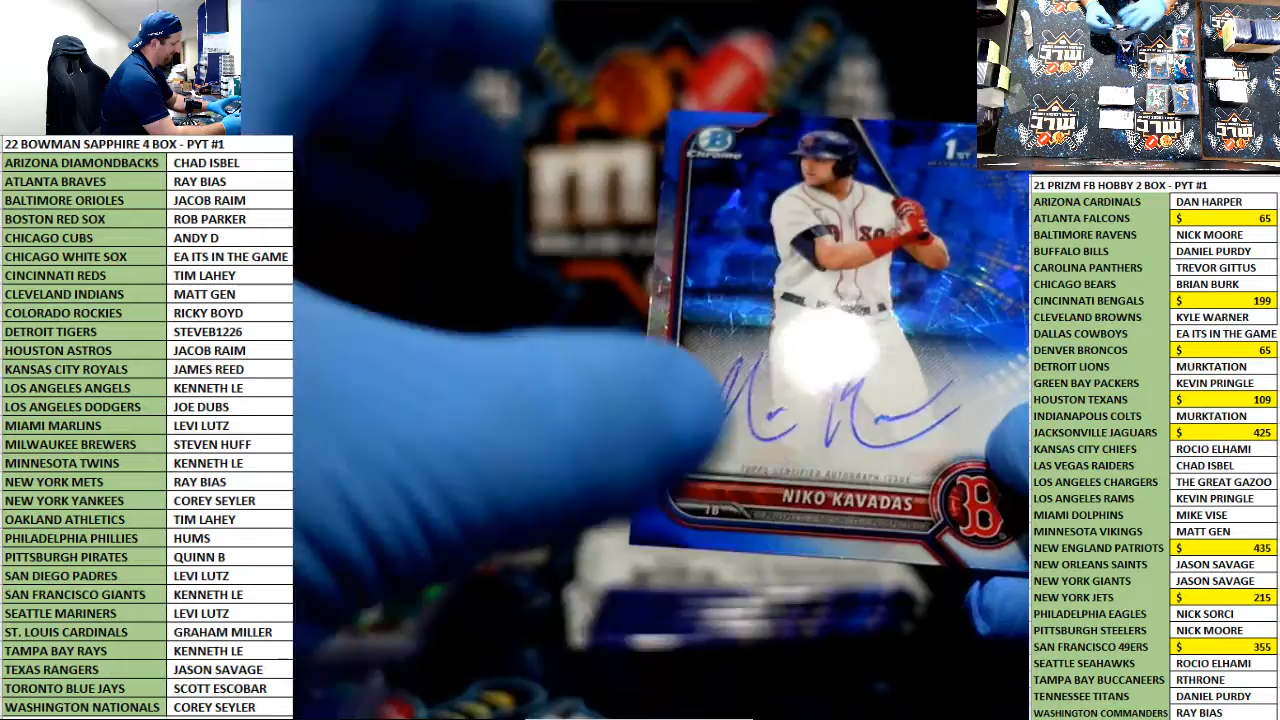 22 BOWMAN SAPPHIRE 4 BOX - PYT #1
ARIZONA DIAMONDBACKS CHAD ISBEL
ATLANTA BRAVES RAY BIAS
BALTIMORE ORIOLES JACOB RAIM
BOSTON RED SOX ROB PARKER
CHICAGO CUBS ANDY D
CHICAGO WHITE SOX EA ITS IN THE GAME
CINCINNATI REDS TIM LAHEY
CLEVELAND INDIANS MATT GEN
COLORADO ROCKIES RICKY BOYD
DETROIT TIGERS STEVEB1226
HOUSTON ASTROS JACOB RAIM
KANSAS CITY ROYALS JAMES REED
LOS ANGELES ANGELS KENNETH LE
LOS ANGELES DODGERS JOE DUBS
MIAMI MARLINS LEVI LUTZ
MILWAUKEE BREWERS STEVEN HUFF
MINNESOTA TWINS KENNETH LE
NEW YORK METS RAY BIAS
NEW YORK YANKEES COREY SEYLER
OAKLAND ATHLETICS TIM LAHEY
PHILADELPHIA PHILLIES HUMS
PITTSBURGH PIRATES QUINN B
SAN DIEGO PADRES LEVI LUTZ
SAN FRANCISCO GIANTS KENNETH LE
SEATTLE MARINERS LEVI LUTZ
ST. LOUIS CARDINALS GRAHAM MILLER
TAMPA BAY RAYS KENNETH LE
TEXAS RANGERS JASON SAVAGE
TORONTO BLUE JAYS SCOTT ESCOBAR
WASHINGTON NATIONALS COREY SEYLER
B
Chrome
1ST
TOPPS CERTIFIED AUTOGRAPH ISSUE
NIKO KAVADAS
1B
B
21 PRIZM FB HOBBY 2 BOX - PYT #1
ARIZONA CARDINALS DAN HARPER
ATLANTA FALCONS $ 65
BALTIMORE RAVENS NICK MOORE
BUFFALO BILLS DANIEL PURDY
CAROLINA PANTHERS TREVOR GITTUS
CHICAGO BEARS BRIAN BURK
CINCINNATI BENGALS $ 199
CLEVELAND BROWNS KYLE WARNER
DALLAS COWBOYS EA ITS IN THE GAME
DENVER BRONCOS $ 65
DETROIT LIONS MURKTATION
GREEN BAY PACKERS KEVIN PRINGLE
HOUSTON TEXANS $ 109
INDIANAPOLIS COLTS MURKTATION
JACKSONVILLE JAGUARS $ 425
KANSAS CITY CHIEFS ROCIO ELHAMI
LAS VEGAS RAIDERS CHAD ISBEL
LOS ANGELES CHARGERS THE GREAT GAZOO
LOS ANGELES RAMS KEVIN PRINGLE
MIAMI DOLPHINS MIKE VISE
MINNESOTA VIKINGS MATT GEN
NEW ENGLAND PATRIOTS $ 435
NEW ORLEANS SAINTS JASON SAVAGE
NEW YORK GIANTS JASON SAVAGE
NEW YORK JETS $ 215
PHILADELPHIA EAGLES NICK SORCI
PITTSBURGH STEELERS NICK MOORE
SAN FRANCISCO 49ERS $ 355
SEATTLE SEAHAWKS ROCIO ELHAMI
TAMPA BAY BUCCANEERS RTHRONE
TENNESSEE TITANS DANIEL PURDY
WASHINGTON COMMANDERS RAY BIAS